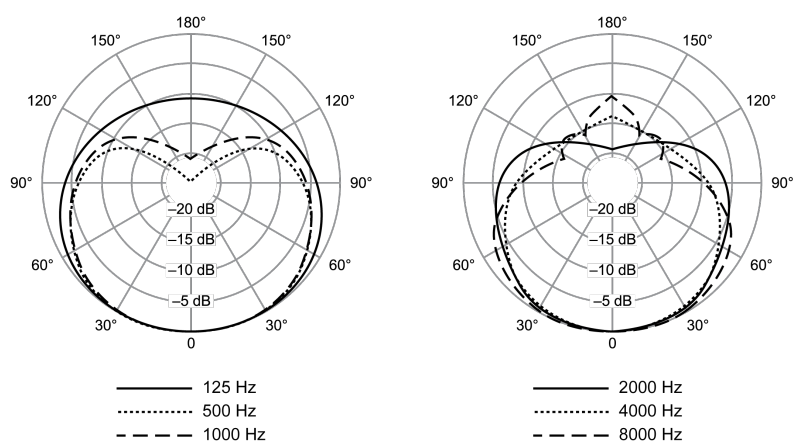 180°
150° 150°
120° 120°
90° 90°
–20 dB
–15 dB
60° 60°
–10 dB
–5 dB
30° 30°
0
125 Hz
500 Hz
1000 Hz
180°
150° 150°
120° 120°
90° 90°
–20 dB
–15 dB
60° 60°
–10 dB
–5 dB
30° 30°
0
2000 Hz
4000 Hz
8000 Hz